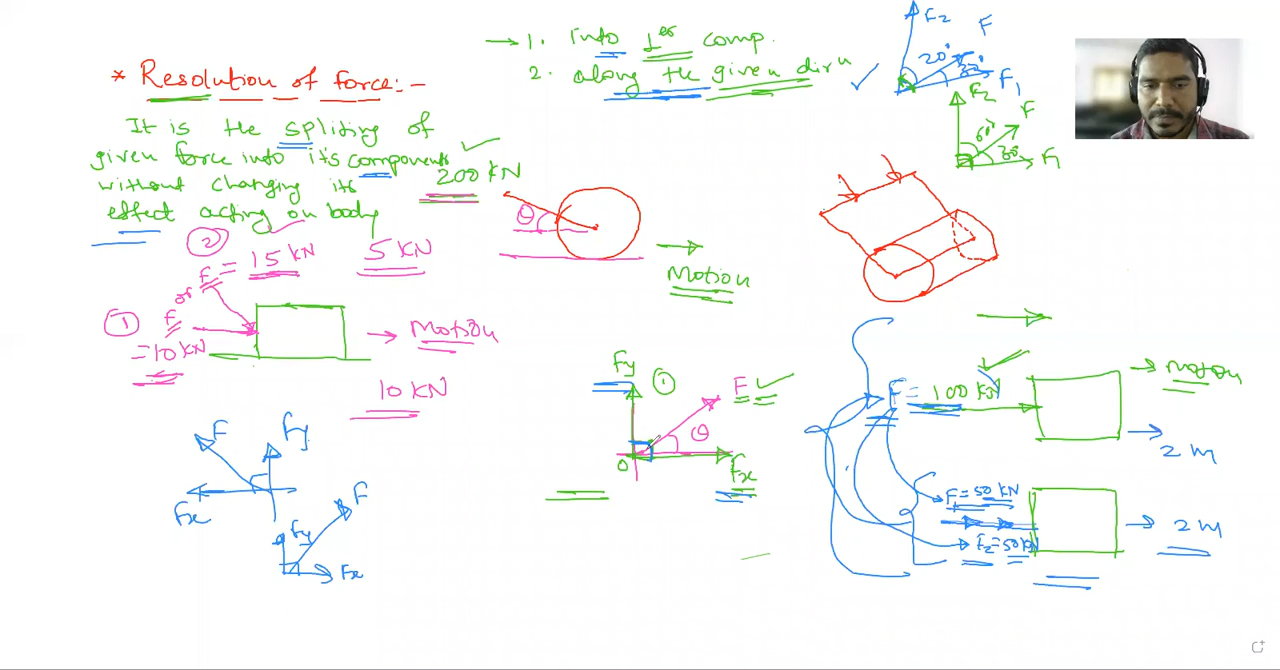 * Resolution of force:-
It is the spliting of
given force into it's components
without changing its
effect acting on body
→ 1. Into ⊥er comp.
2. along the given dirn
F2
F
20°
F1
F2
F
60°
30°
F1
200 KN
θ
→ Motion
② F = 15 KN
5 KN
or
① F
= 10 KN
→ Motion
10 KN
F
Fy
Fx
F
Fy
Fx
Fy
①
F
θ
O
Fx
F = 100 KN
→ Motion
2 M
F1 = 50 KN
F2 = 50 KN
2 M